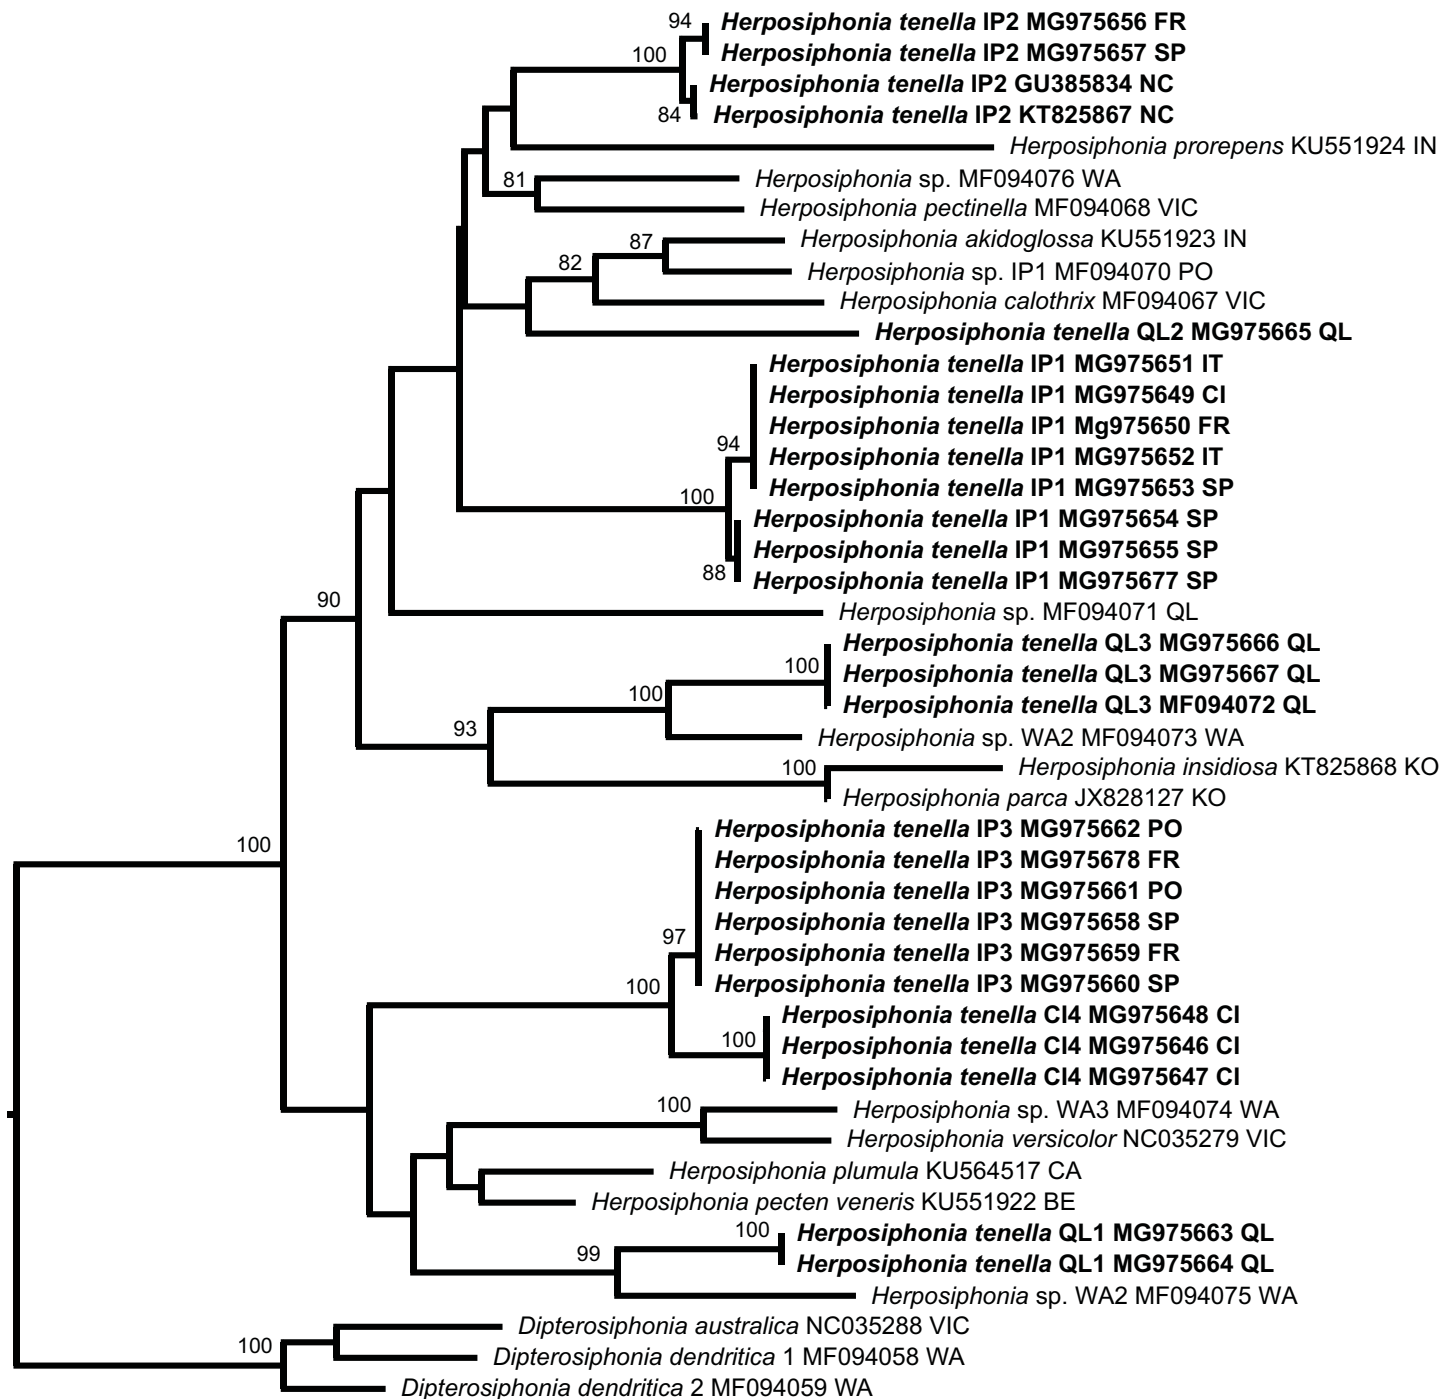 94
Herposiphonia tenella IP2 MG975656 FR
Herposiphonia tenella IP2 MG975657 SP
100
Herposiphonia tenella IP2 GU385834 NC
84
Herposiphonia tenella IP2 KT825867 NC
Herposiphonia prorepens KU551924 IN
81
Herposiphonia sp. MF094076 WA
Herposiphonia pectinella MF094068 VIC
87
Herposiphonia akidoglossa KU551923 IN
82
Herposiphonia sp. IP1 MF094070 PO
Herposiphonia calothrix MF094067 VIC
Herposiphonia tenella QL2 MG975665 QL
Herposiphonia tenella IP1 MG975651 IT
Herposiphonia tenella IP1 MG975649 CI
Herposiphonia tenella IP1 Mg975650 FR
94
Herposiphonia tenella IP1 MG975652 IT
Herposiphonia tenella IP1 MG975653 SP
100
Herposiphonia tenella IP1 MG975654 SP
Herposiphonia tenella IP1 MG975655 SP
88
Herposiphonia tenella IP1 MG975677 SP
90
Herposiphonia sp. MF094071 QL
Herposiphonia tenella QL3 MG975666 QL
100
Herposiphonia tenella QL3 MG975667 QL
100
Herposiphonia tenella QL3 MF094072 QL
93
Herposiphonia sp. WA2 MF094073 WA
100
Herposiphonia insidiosa KT825868 KO
Herposiphonia parca JX828127 KO
Herposiphonia tenella IP3 MG975662 PO
100
Herposiphonia tenella IP3 MG975678 FR
Herposiphonia tenella IP3 MG975661 PO
Herposiphonia tenella IP3 MG975658 SP
97
Herposiphonia tenella IP3 MG975659 FR
Herposiphonia tenella IP3 MG975660 SP
100
Herposiphonia tenella CI4 MG975648 CI
100
Herposiphonia tenella CI4 MG975646 CI
Herposiphonia tenella CI4 MG975647 CI
100
Herposiphonia sp. WA3 MF094074 WA
Herposiphonia versicolor NC035279 VIC
Herposiphonia plumula KU564517 CA
Herposiphonia pecten veneris KU551922 BE
100
Herposiphonia tenella QL1 MG975663 QL
99
Herposiphonia tenella QL1 MG975664 QL
Herposiphonia sp. WA2 MF094075 WA
Dipterosiphonia australica NC035288 VIC
100
Dipterosiphonia dendritica 1 MF094058 WA
Dipterosiphonia dendritica 2 MF094059 WA